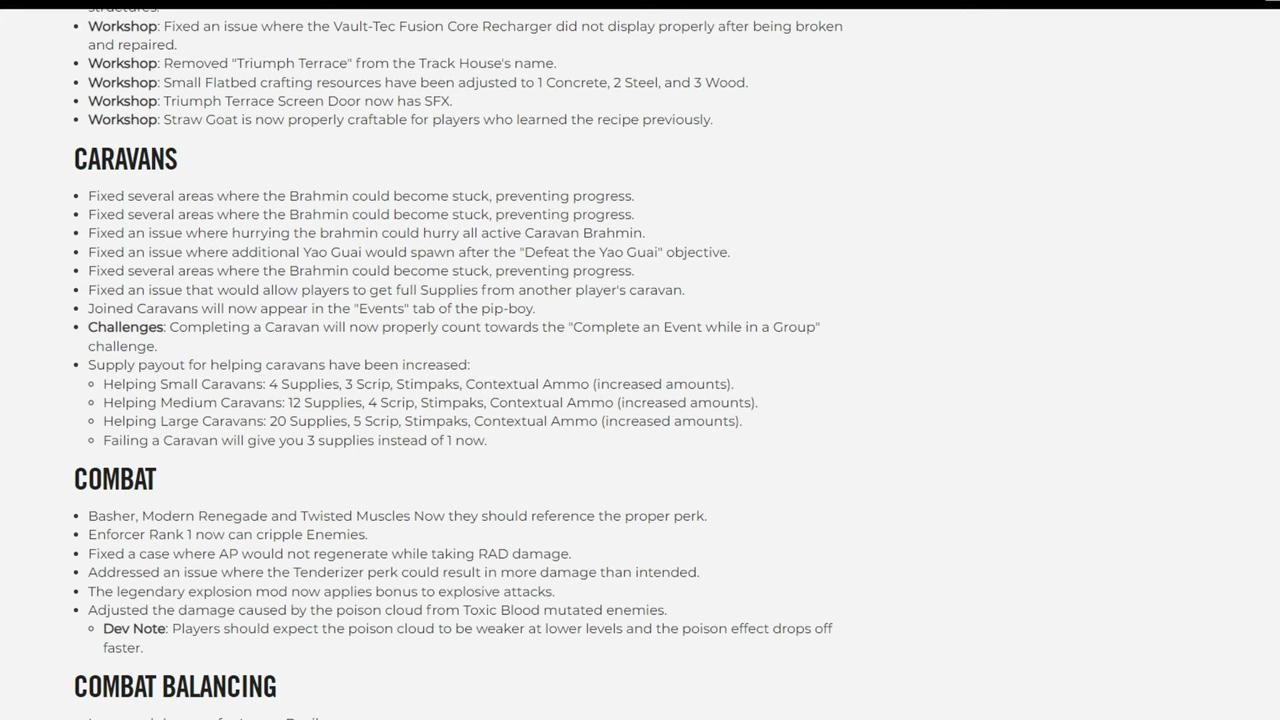 structures.
• Workshop: Fixed an issue where the Vault-Tec Fusion Core Recharger did not display properly after being broken
and repaired.
• Workshop: Removed "Triumph Terrace" from the Track House's name.
• Workshop: Small Flatbed crafting resources have been adjusted to 1 Concrete, 2 Steel, and 3 Wood.
• Workshop: Triumph Terrace Screen Door now has SFX.
• Workshop: Straw Goat is now properly craftable for players who learned the recipe previously.
CARAVANS
• Fixed several areas where the Brahmin could become stuck, preventing progress.
• Fixed several areas where the Brahmin could become stuck, preventing progress.
• Fixed an issue where hurrying the brahmin could hurry all active Caravan Brahmin.
• Fixed an issue where additional Yao Guai would spawn after the "Defeat the Yao Guai" objective.
• Fixed several areas where the Brahmin could become stuck, preventing progress.
• Fixed an issue that would allow players to get full Supplies from another player's caravan.
• Joined Caravans will now appear in the "Events" tab of the pip-boy.
• Challenges: Completing a Caravan will now properly count towards the "Complete an Event while in a Group"
challenge.
• Supply payout for helping caravans have been increased:
◦ Helping Small Caravans: 4 Supplies, 3 Scrip, Stimpaks, Contextual Ammo (increased amounts).
◦ Helping Medium Caravans: 12 Supplies, 4 Scrip, Stimpaks, Contextual Ammo (increased amounts).
◦ Helping Large Caravans: 20 Supplies, 5 Scrip, Stimpaks, Contextual Ammo (increased amounts).
◦ Failing a Caravan will give you 3 supplies instead of 1 now.
COMBAT
• Basher, Modern Renegade and Twisted Muscles Now they should reference the proper perk.
• Enforcer Rank 1 now can cripple Enemies.
• Fixed a case where AP would not regenerate while taking RAD damage.
• Addressed an issue where the Tenderizer perk could result in more damage than intended.
• The legendary explosion mod now applies bonus to explosive attacks.
• Adjusted the damage caused by the poison cloud from Toxic Blood mutated enemies.
◦ Dev Note: Players should expect the poison cloud to be weaker at lower levels and the poison effect drops off
faster.
COMBAT BALANCING